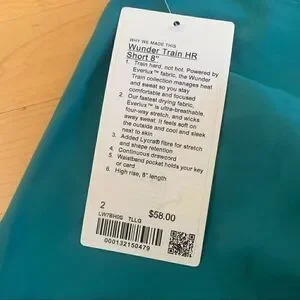 WHY WE MADE THIS
Wunder Train HR
Short 8"
1. Train hard, not hot. Powered by
Everlux™ fabric, the Wunder
Train collection manages heat
and sweat so you stay
comfortable and focused
2. Our fastest drying fabric,
Everlux™ is ultra-breathable,
four-way stretch, and wicks
away sweat. It feels soft on
the outside and cool and sleek
next to skin
3. Added Lycra® fibre for stretch
and shape retention
4. Continuous drawcord
5. Waistband pocket holds your key
or card
6. High rise, 8" length
2
$58.00
LW7BH0S TLLG
000132150479